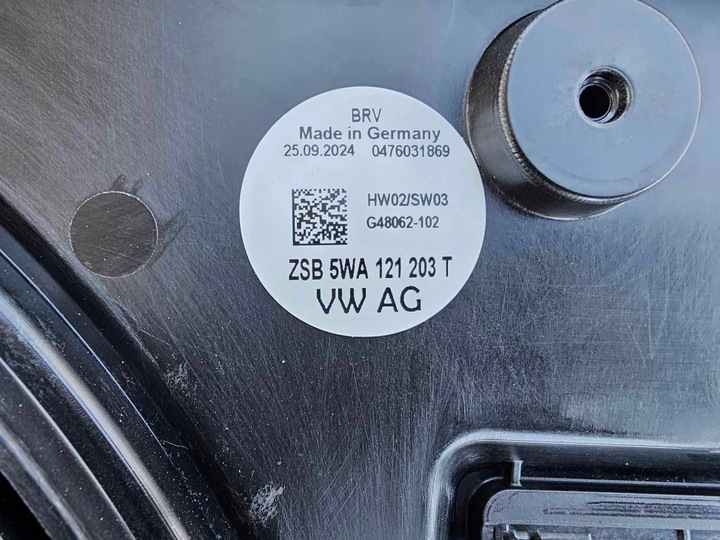 BRV
Made in Germany
25.09.2024 0476031869
HW02/SW03
G48062-102
ZSB 5WA 121 203 T
VW AG